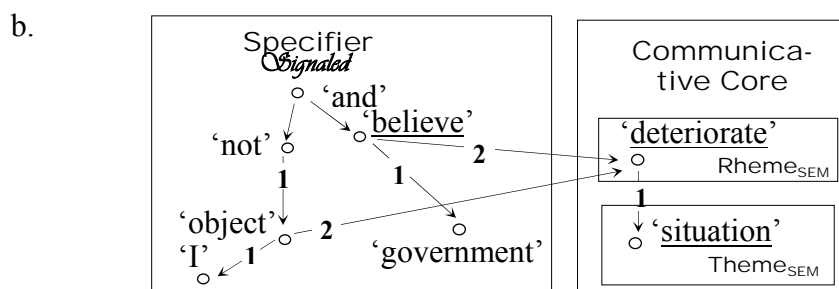 b.
Specifier
Signaled
‘and’
‘not’
‘believe’
1
2
1
‘object’
2
‘I’
1
‘government’
Communica-
tive Core
‘deteriorate’
RhemeSEM
1
‘situation’
ThemeSEM